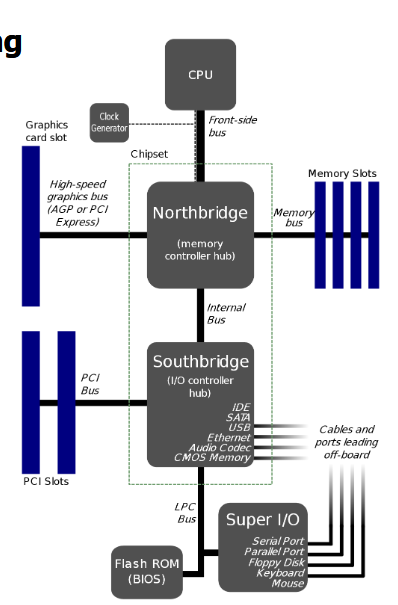 ng
CPU
Clock
Generator
Front-side
bus
Graphics
card slot
Chipset
High-speed
graphics bus
(AGP or PCI
Express)
Northbridge
(memory
controller hub)
Memory
bus
Memory Slots
Internal
Bus
Southbridge
(I/O controller
hub)
PCI
Bus
IDE
SATA
USB
Ethernet
Audio Codec
CMOS Memory
Cables and
ports leading
off-board
PCI Slots
LPC
Bus
Super I/O
Serial Port
Parallel Port
Floppy Disk
Keyboard
Mouse
Flash ROM
(BIOS)